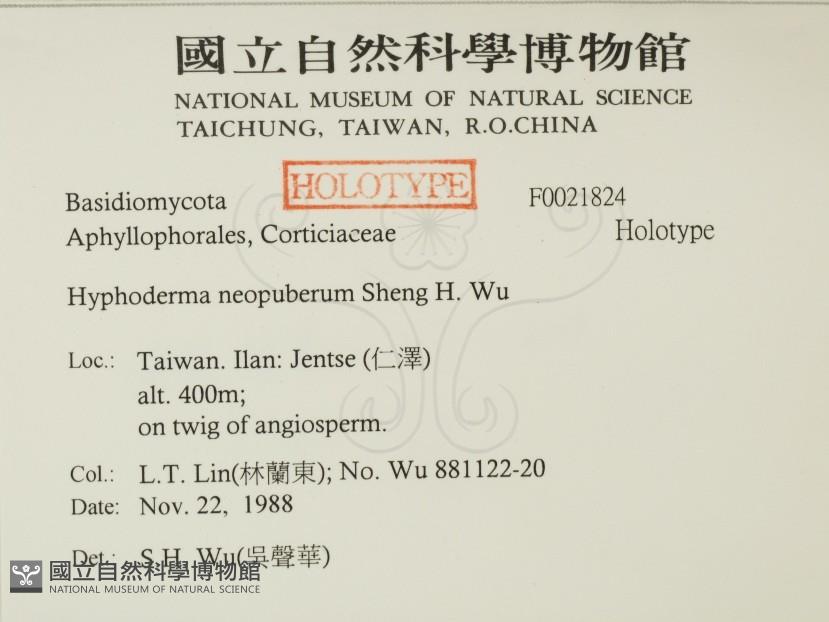 國立自然科學博物館
NATIONAL MUSEUM OF NATURAL SCIENCE
TAICHUNG, TAIWAN, R.O.CHINA
HOLOTYPE
Basidiomycota F0021824
Aphyllophorales, Corticiaceae Holotype
Hyphoderma neopuberum Sheng H. Wu
Loc.: Taiwan. Ilan: Jentse (仁澤)
alt. 400m;
on twig of angiosperm.
Col.: L.T. Lin(林蘭東); No. Wu 881122-20
Date: Nov. 22, 1988
Det.: S.H. Wu(吳聲華)
國立自然科學博物館
NATIONAL MUSEUM OF NATURAL SCIENCE